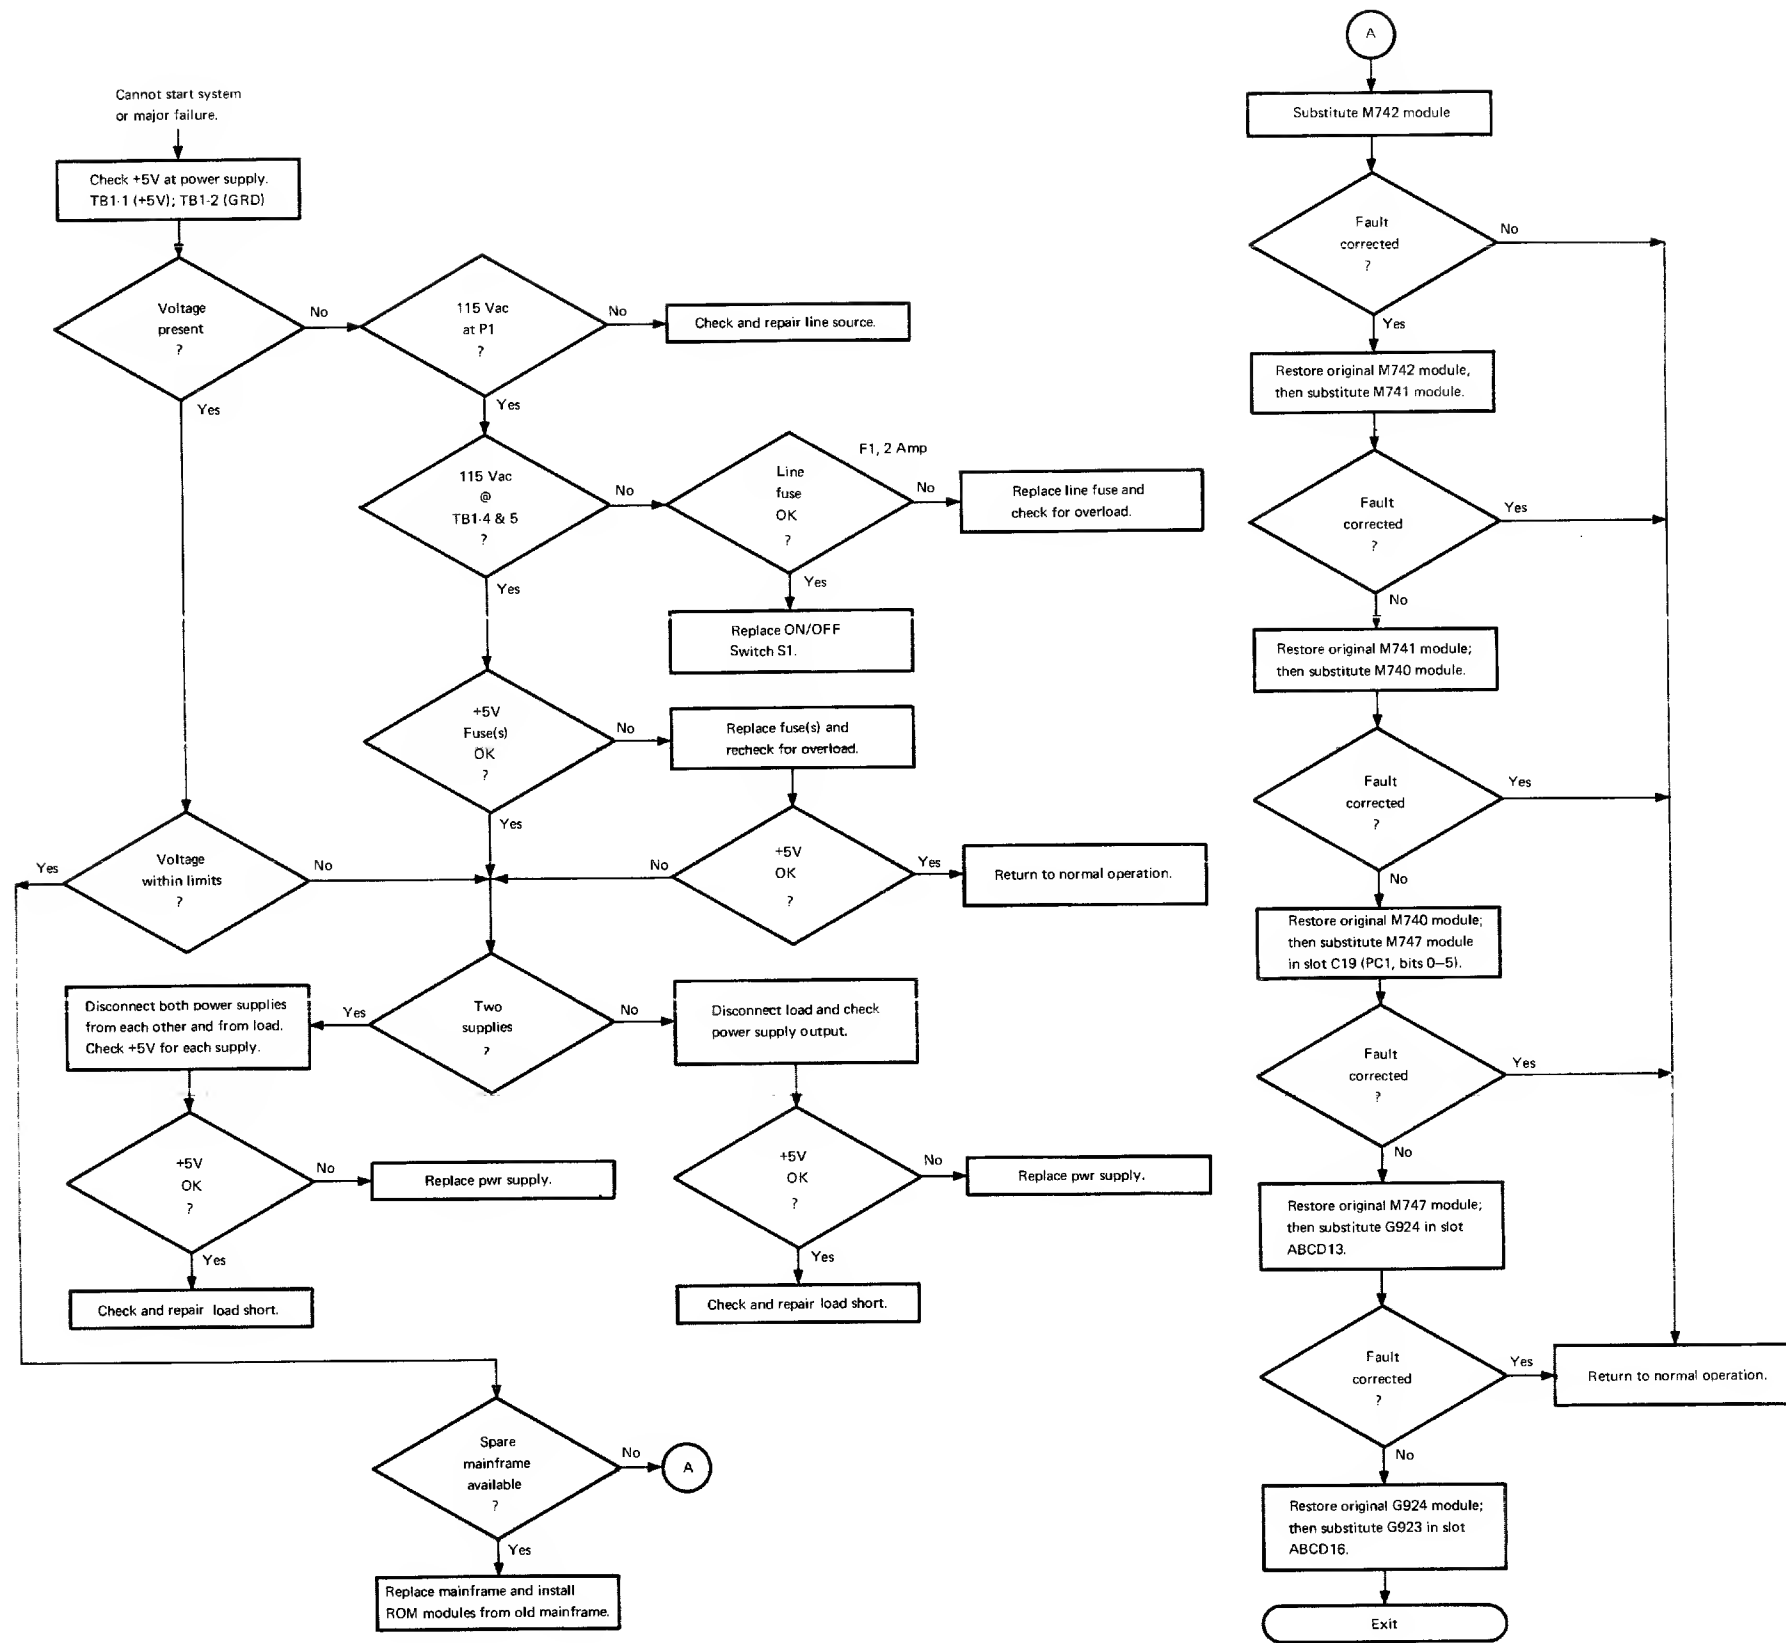 Cannot start system
or major failure.
Check +5V at power supply.
TB1-1 (+5V); TB1-2 (GRD)
Voltage
present
?
No
Yes
115 Vac
at P1
?
No
Check and repair line source.
Yes
115 Vac
@
TB1-4 & 5
?
No
Line
fuse
OK
?
F1, 2 Amp
No
Replace line fuse and
check for overload.
Yes
Replace ON/OFF
Switch S1.
Yes
+5V
Fuse(s)
OK
?
No
Replace fuse(s) and
recheck for overload.
Yes
Yes
Voltage
within limits
?
No
No
+5V
OK
?
Yes
Return to normal operation.
Disconnect both power supplies
from each other and from load.
Check +5V for each supply.
Yes
Two
supplies
?
No
Disconnect load and check
power supply output.
+5V
OK
?
No
Replace pwr supply.
Yes
Check and repair load short.
+5V
OK
?
No
Replace pwr supply.
Yes
Check and repair load short.
Spare
mainframe
available
?
No
A
Yes
Replace mainframe and install
ROM modules from old mainframe.
A
Substitute M742 module
Fault
corrected
?
No
Yes
Restore original M742 module,
then substitute M741 module.
Fault
corrected
?
Yes
No
Restore original M741 module;
then substitute M740 module.
Fault
corrected
?
Yes
No
Restore original M740 module;
then substitute M747 module
in slot C19 (PC1, bits 0–5).
Fault
corrected
?
Yes
No
Restore original M747 module;
then substitute G924 in slot
ABCD13.
Fault
corrected
?
Yes
Return to normal operation.
No
Restore original G924 module;
then substitute G923 in slot
ABCD16.
Exit